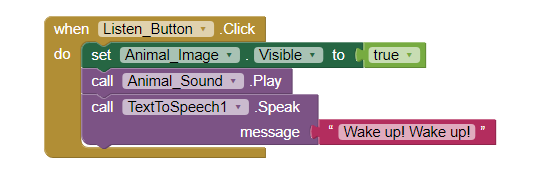 when Listen_Button .Click
do set Animal_Image . Visible to true
call Animal_Sound .Play
call TextToSpeech1 .Speak
message " Wake up! Wake up! "